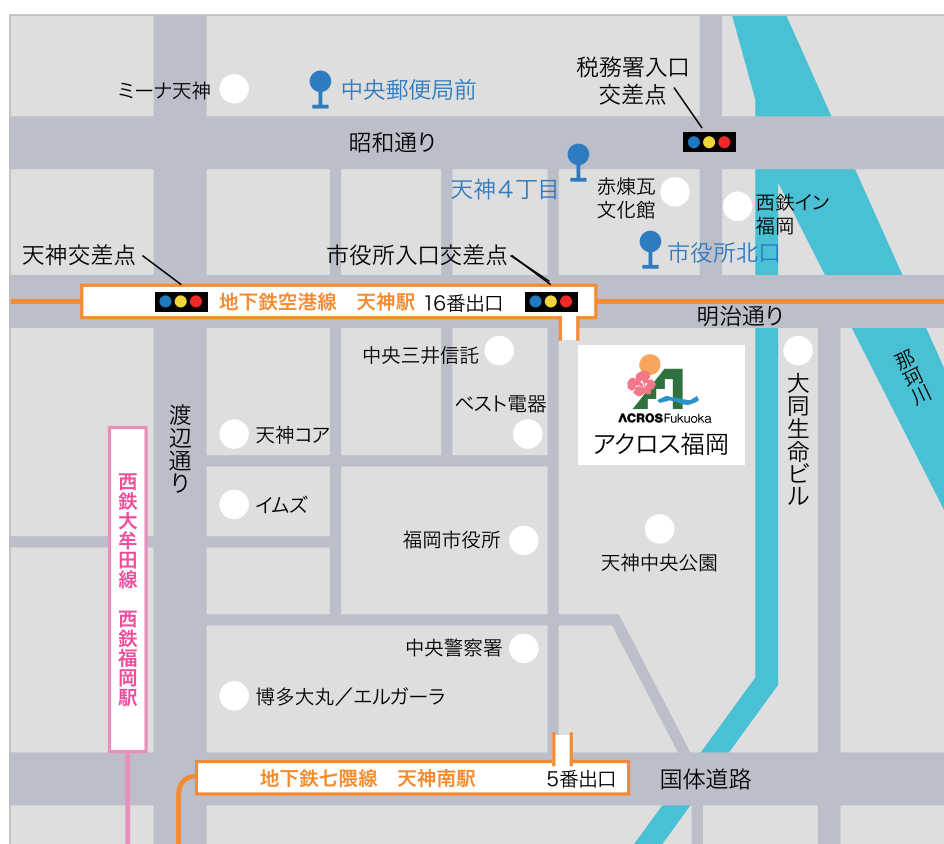 税務署入口
交差点
ミーナ天神
中央郵便局前
昭和通り
天神4丁目
赤煉瓦
文化館
西鉄イン
福岡
市役所北口
天神交差点
市役所入口交差点
地下鉄空港線 天神駅 16番出口
明治通り
中央三井信託
那珂川
ACROS Fukuoka
アクロス福岡
大同生命ビル
ベスト電器
渡辺通り
天神コア
西鉄大牟田線 西鉄福岡駅
イムズ
福岡市役所
天神中央公園
中央警察署
博多大丸／エルガーラ
地下鉄七隈線 天神南駅 5番出口
国体道路